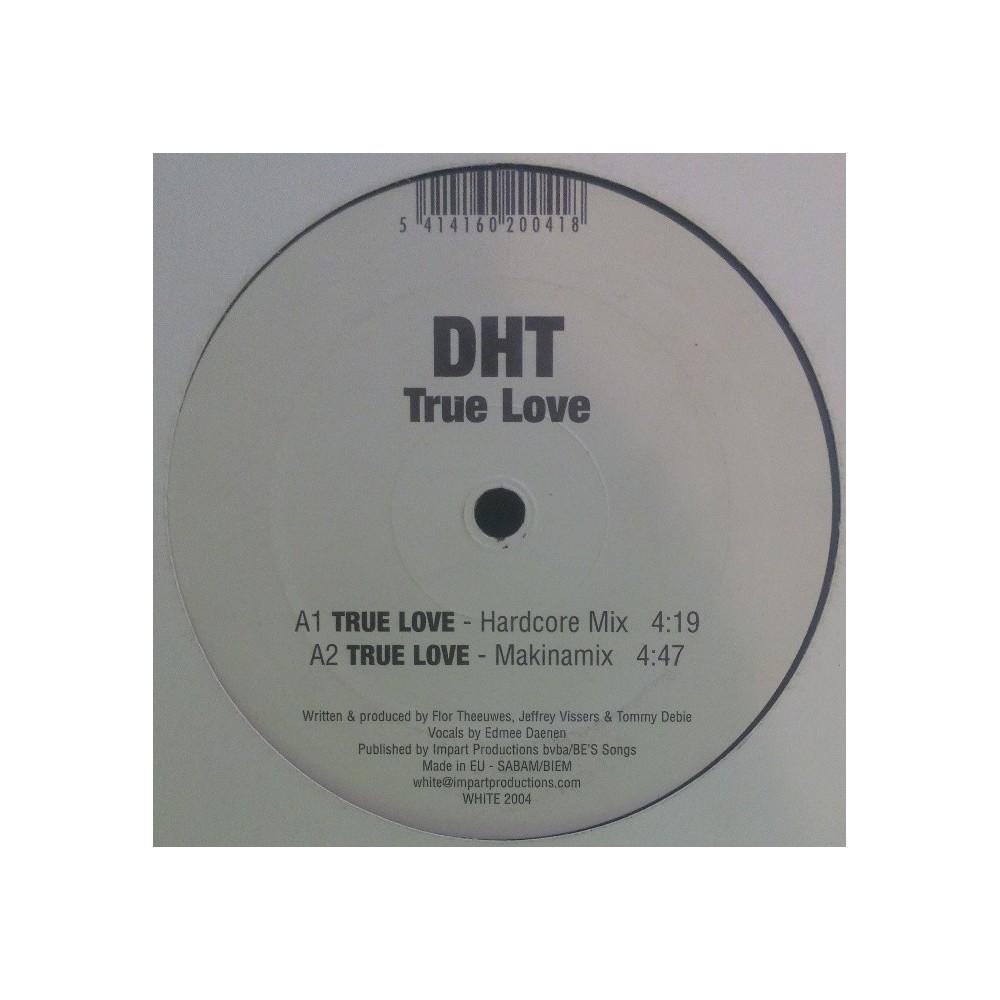 5 414160 200418
DHT
True Love
A1 TRUE LOVE - Hardcore Mix 4:19
A2 TRUE LOVE - Makinamix 4:47
Written & produced by Flor Theeuwes, Jeffrey Vissers & Tommy Debie
Vocals by Edmee Daenen
Published by Impart Productions bvba/BE'S Songs
Made in EU - SABAM/BIEM
white@impartproductions.com
WHITE 2004